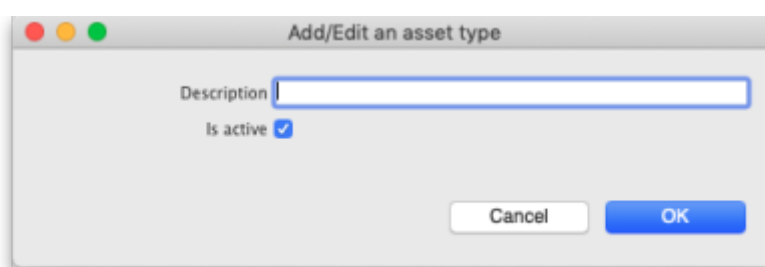 Add/Edit an asset type
Description
Is active
Cancel
OK